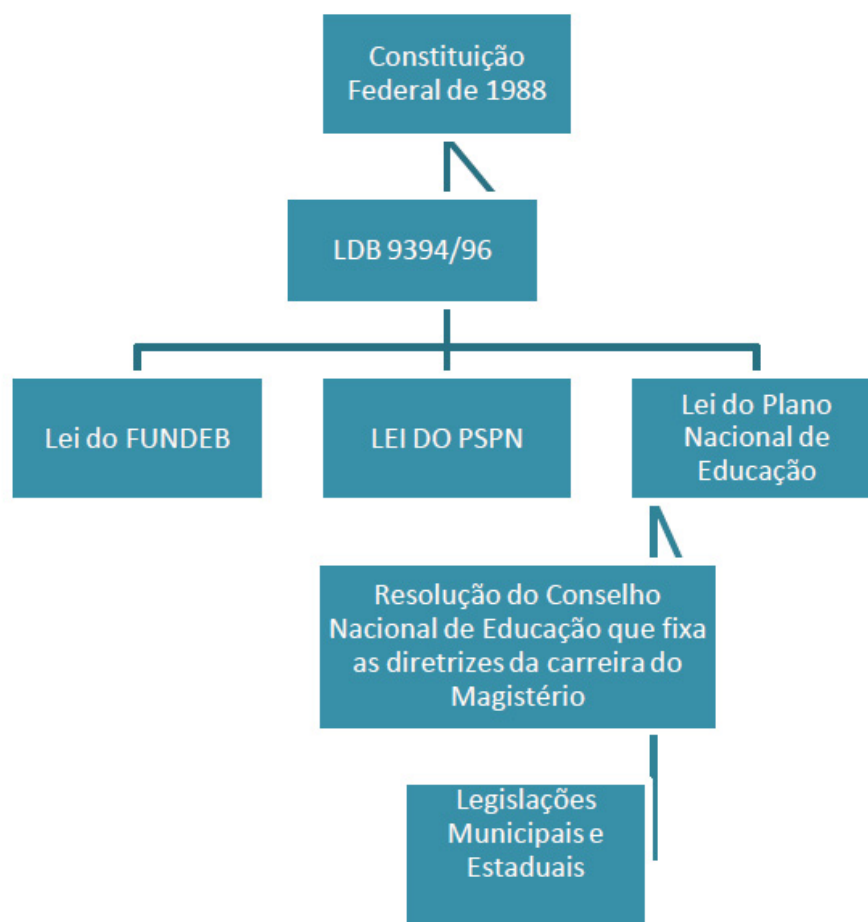 Constituição
Federal de 1988
LDB 9394/96
Lei do FUNDEB
LEI DO PSPN
Lei do Plano
Nacional de
Educação
Resolução do Conselho
Nacional de Educação que fixa
as diretrizes da carreira do
Magistério
Legislações
Municipais e
Estaduais